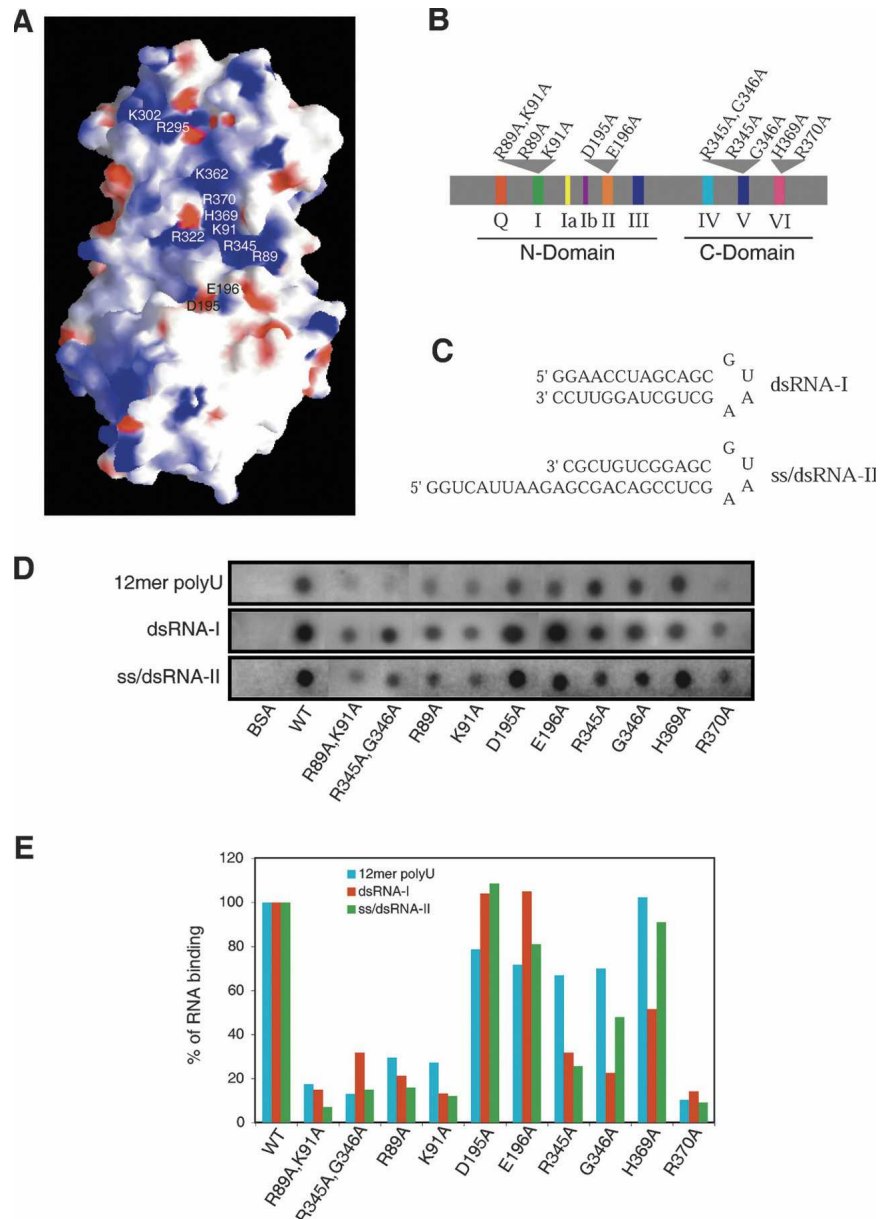 A
K302
R295
K362
R370
H369
K91
R322
R345
R89
E196
D195
B
R89A,K91A
R89A
K91A
D195A
E196A
R345A,G346A
R345A
G346A
H369A
R370A
Q I Ia Ib II III IV V VI
N-Domain C-Domain
C
G
5' GGAACCUAGCAGC U
dsRNA-I
3' CCUUGGAUCGUCG A
A
G
3' CGCUGUCGGAGC U
ss/dsRNA-II
5' GGUCAUUAAGAGCGACAGCCUCG A
A
D
12mer polyU
dsRNA-I
ss/dsRNA-II
BSA
WT
R89A,K91A
R345A,G346A
R89A
K91A
D195A
E196A
R345A
G346A
H369A
R370A
E
120
100
80
60
40
20
0
% of RNA binding
12mer polyU
dsRNA-I
ss/dsRNA-II
WT
R89A,K91A
R345A,G346A
R89A
K91A
D195A
E196A
R345A
G346A
H369A
R370A